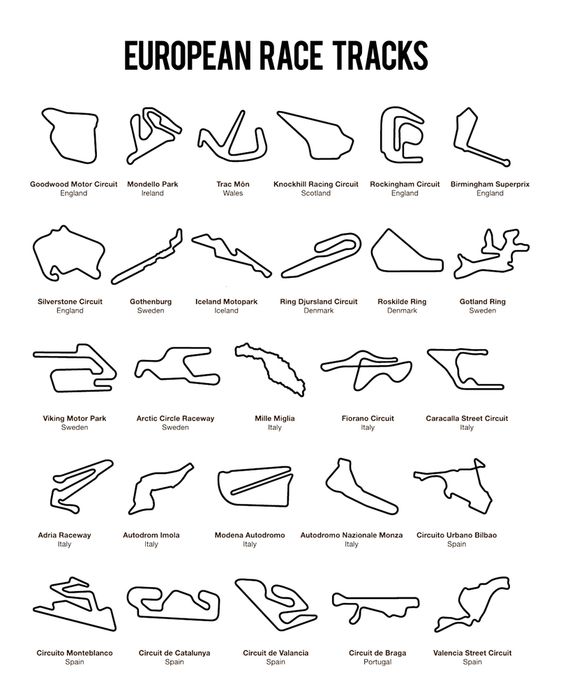 EUROPEAN RACE TRACKS
Goodwood Motor Circuit
England
Mondello Park
Ireland
Trac Môn
Wales
Knockhill Racing Circuit
Scotland
Rockingham Circuit
England
Birmingham Superprix
England
Silverstone Circuit
England
Gothenburg
Sweden
Iceland Motopark
Iceland
Ring Djursland Circuit
Denmark
Roskilde Ring
Denmark
Gotland Ring
Sweden
Viking Motor Park
Sweden
Arctic Circle Raceway
Sweden
Mille Miglia
Italy
Fiorano Circuit
Italy
Caracalla Street Circuit
Italy
Adria Raceway
Italy
Autodrom Imola
Italy
Modena Autodromo
Italy
Autodromo Nazionale Monza
Italy
Circuito Urbano Bilbao
Spain
Circuíto Monteblanco
Spain
Circuit de Catalunya
Spain
Circuit de Valancia
Spain
Circuit de Braga
Portugal
Valencia Street Circuit
Spain